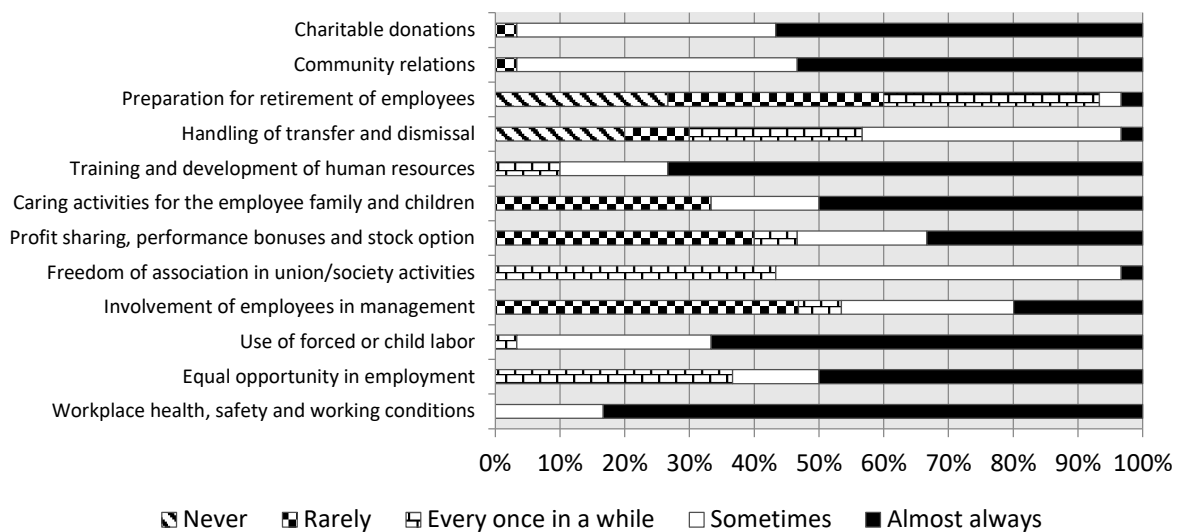 Charitable donations
Community relations
Preparation for retirement of employees
Handling of transfer and dismissal
Training and development of human resources
Caring activities for the employee family and children
Profit sharing, performance bonuses and stock option
Freedom of association in union/society activities
Involvement of employees in management
Use of forced or child labor
Equal opportunity in employment
Workplace health, safety and working conditions
0% 10% 20% 30% 40% 50% 60% 70% 80% 90% 100%
Never Rarely Every once in a while Sometimes Almost always